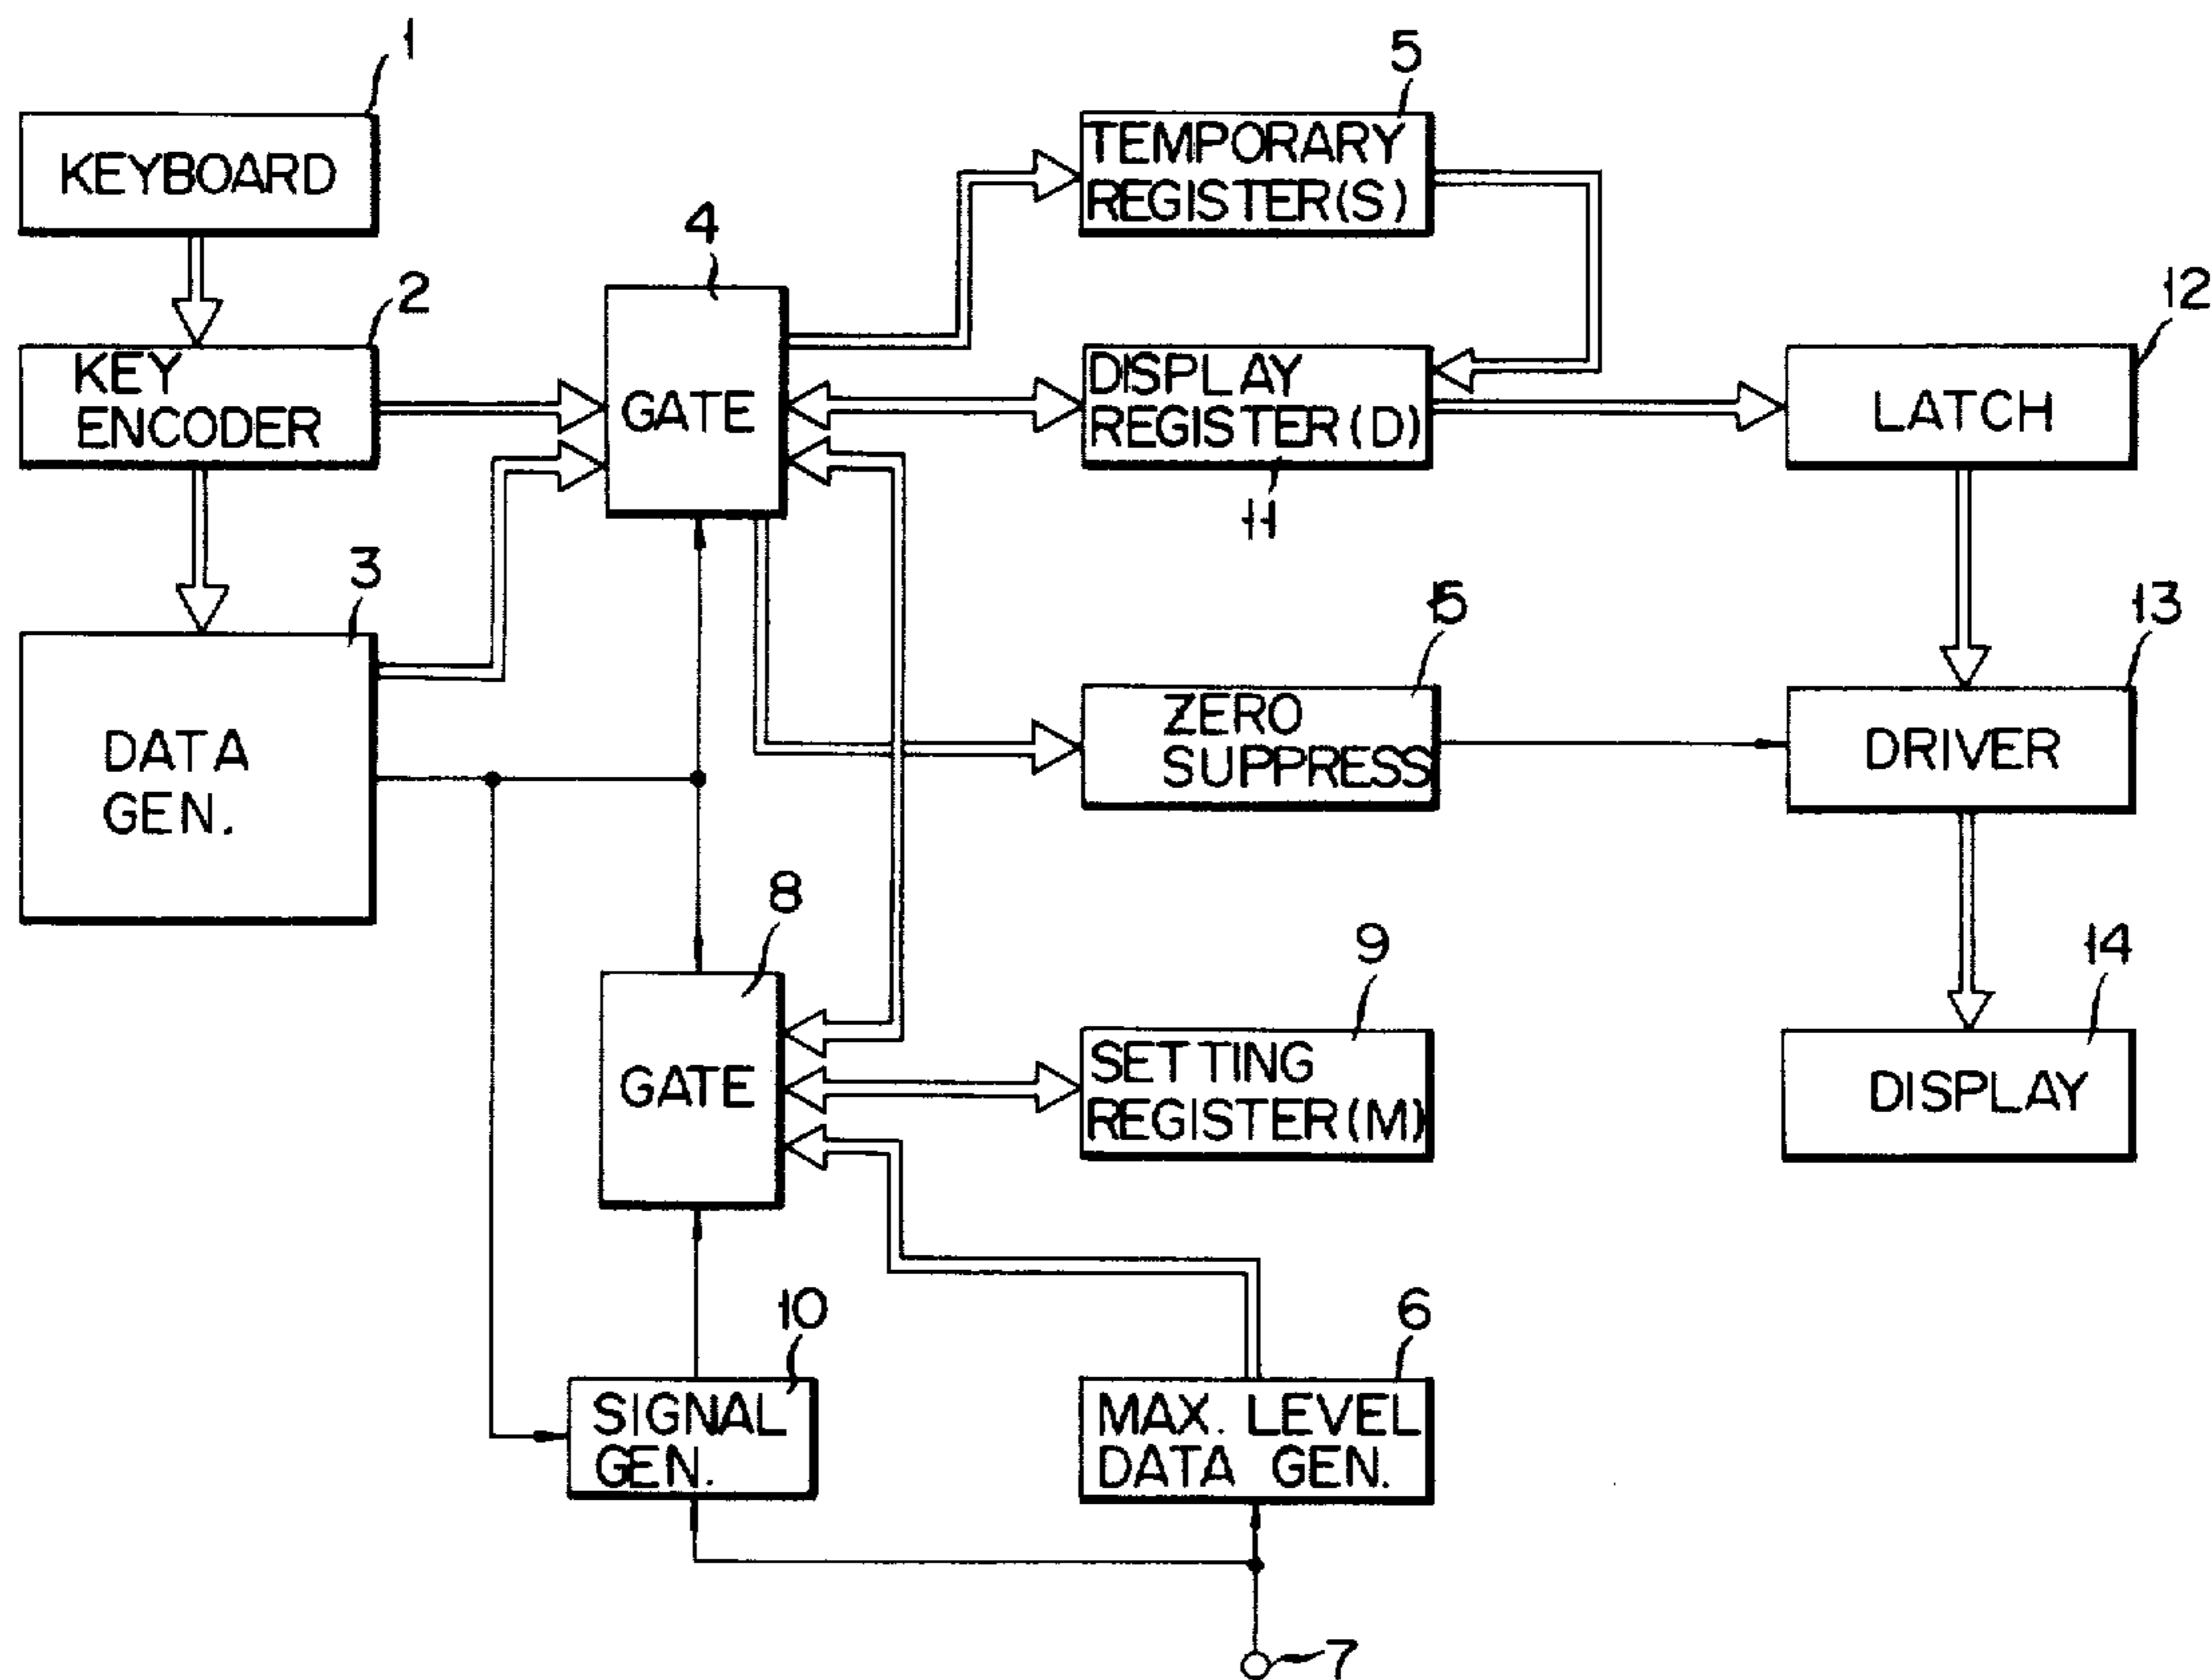 1
KEYBOARD
5
TEMPORARY
REGISTER(S)
4
GATE
2
KEY
ENCODER
DISPLAY
REGISTER(D)
11
12
LATCH
3
DATA
GEN.
15
ZERO
SUPPRESS
13
DRIVER
8
GATE
9
SETTING
REGISTER(M)
14
DISPLAY
10
SIGNAL
GEN.
6
MAX. LEVEL
DATA GEN.
7